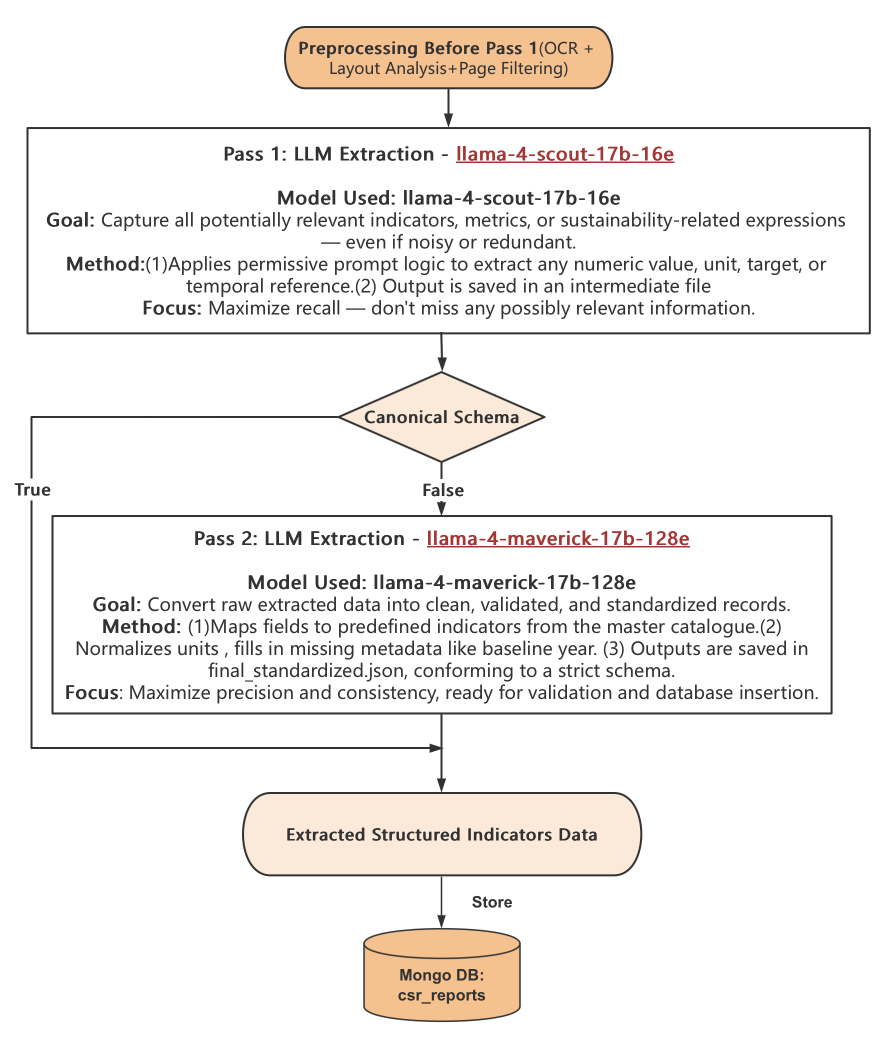 Preprocessing Before Pass 1(OCR +
Layout Analysis+Page Filtering)
Pass 1: LLM Extraction - llama-4-scout-17b-16e
Model Used: llama-4-scout-17b-16e
Goal: Capture all potentially relevant indicators, metrics, or sustainability-related expressions
— even if noisy or redundant.
Method:(1)Applies permissive prompt logic to extract any numeric value, unit, target, or
temporal reference.(2) Output is saved in an intermediate file
Focus: Maximize recall — don't miss any possibly relevant information.
Canonical Schema
True
False
Pass 2: LLM Extraction - llama-4-maverick-17b-128e
Model Used: llama-4-maverick-17b-128e
Goal: Convert raw extracted data into clean, validated, and standardized records.
Method: (1)Maps fields to predefined indicators from the master catalogue.(2)
Normalizes units , fills in missing metadata like baseline year. (3) Outputs are saved in
final_standardized.json, conforming to a strict schema.
Focus: Maximize precision and consistency, ready for validation and database insertion.
Extracted Structured Indicators Data
Store
Mongo DB:
csr_reports